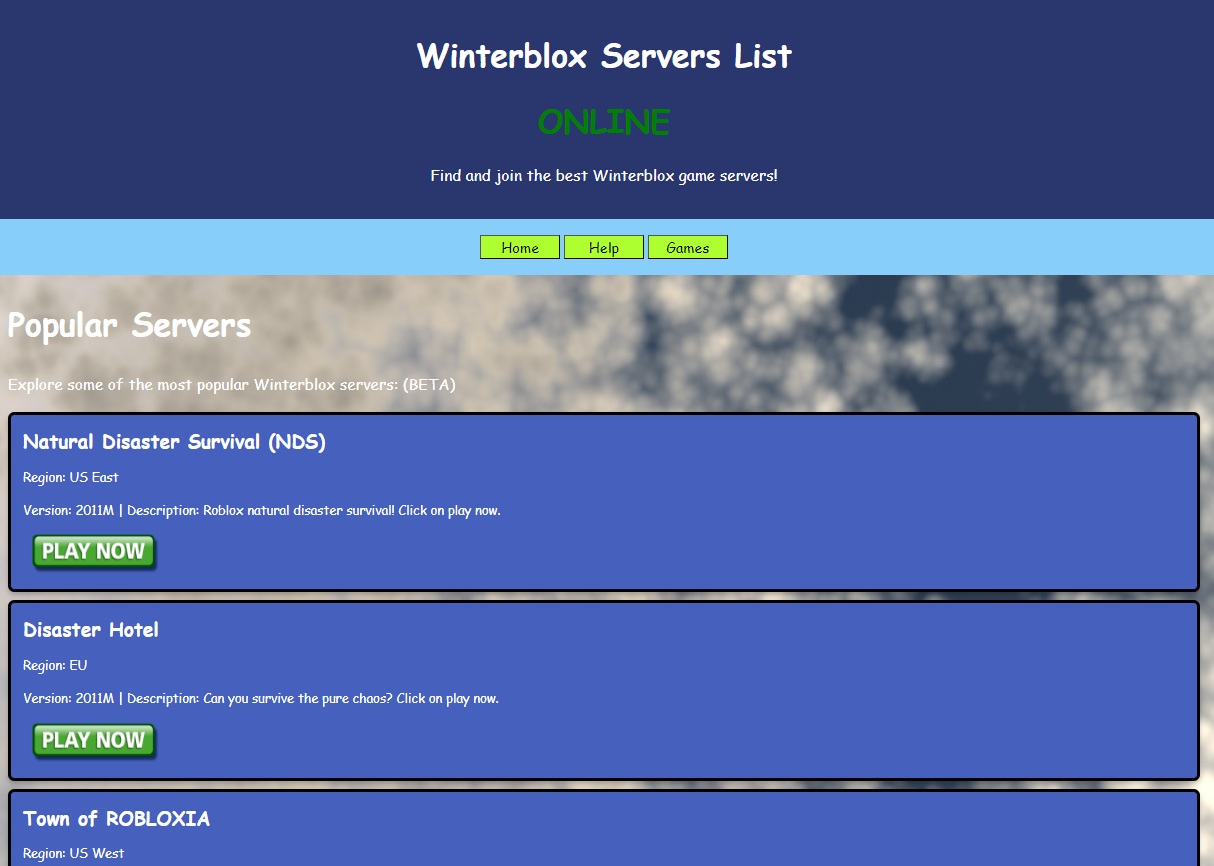 Winterblox Servers List
ONLINE
Find and join the best Winterblox game servers!
Home Help Games
Popular Servers
Explore some of the most popular Winterblox servers: (BETA)
Natural Disaster Survival (NDS)
Region: US East
Version: 2011M | Description: Roblox natural disaster survival! Click on play now.
PLAY NOW
Disaster Hotel
Region: EU
Version: 2011M | Description: Can you survive the pure chaos? Click on play now.
PLAY NOW
Town of ROBLOXIA
Region: US West